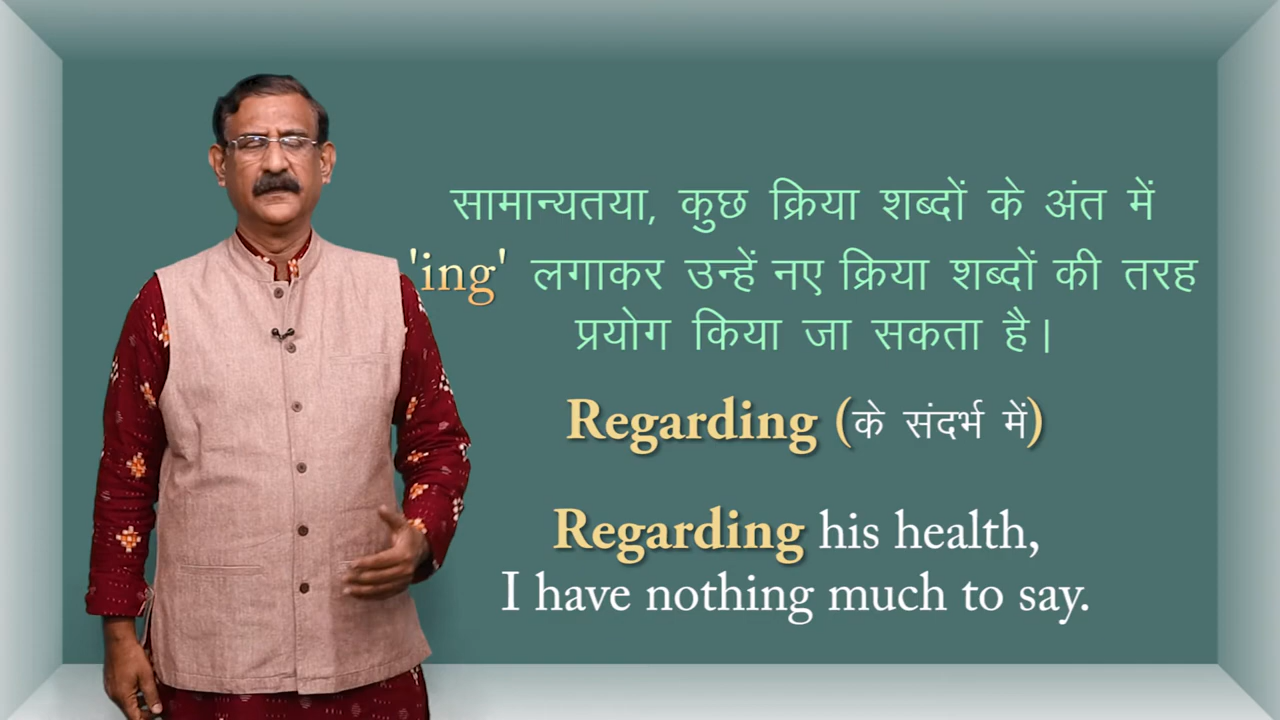 सामान्यतया, कुछ क्रिया शब्दों के अंत में
'ing' लगाकर उन्हें नए क्रिया शब्दों की तरह
प्रयोग किया जा सकता है।
Regarding (के संदर्भ में)
Regarding his health,
I have nothing much to say.